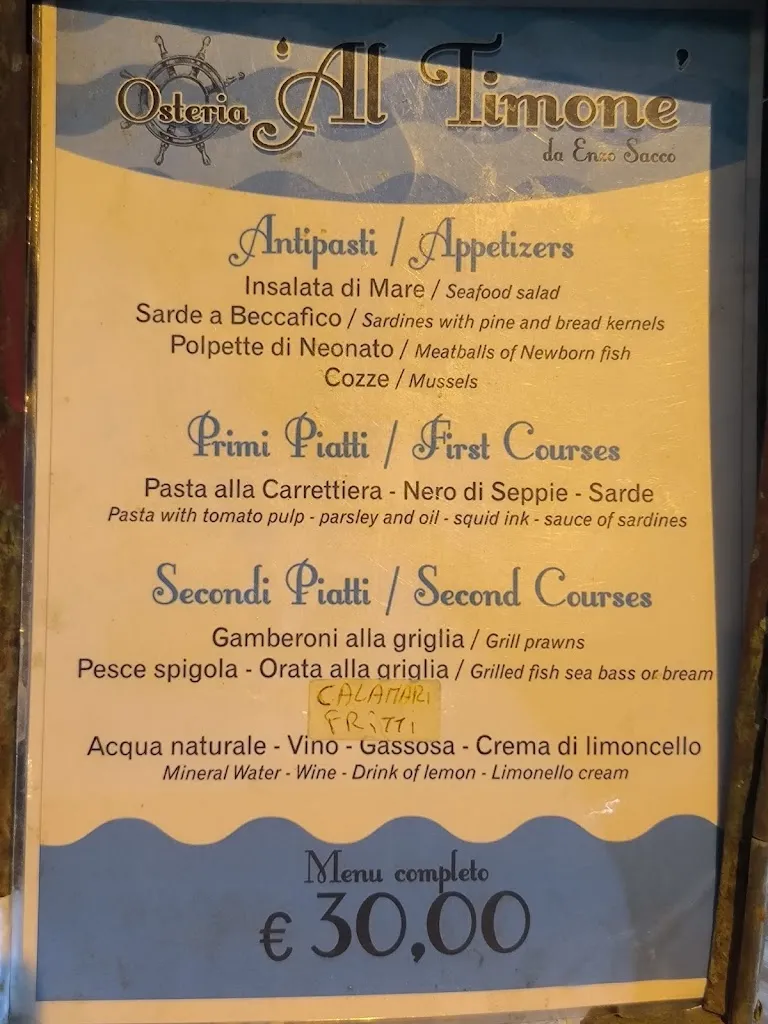 Osteria 'Al Timone'
da Enzo Sacco
Antipasti / Appetizers
Insalata di Mare / Seafood salad
Sarde a Beccafico / Sardines with pine and bread kernels
Polpette di Neonato / Meatballs of Newborn fish
Cozze / Mussels
Primi Piatti / First Courses
Pasta alla Carrettiera - Nero di Seppie - Sarde
Pasta with tomato pulp - parsley and oil - squid ink - sauce of sardines
Secondi Piatti / Second Courses
Gamberoni alla griglia / Grill prawns
Pesce spigola - Orata alla griglia / Grilled fish sea bass or bream
CALAMARI
FRITTI
Acqua naturale - Vino - Gassosa - Crema di limoncello
Mineral Water - Wine - Drink of lemon - Limonello cream
Menu completo
€ 30,00